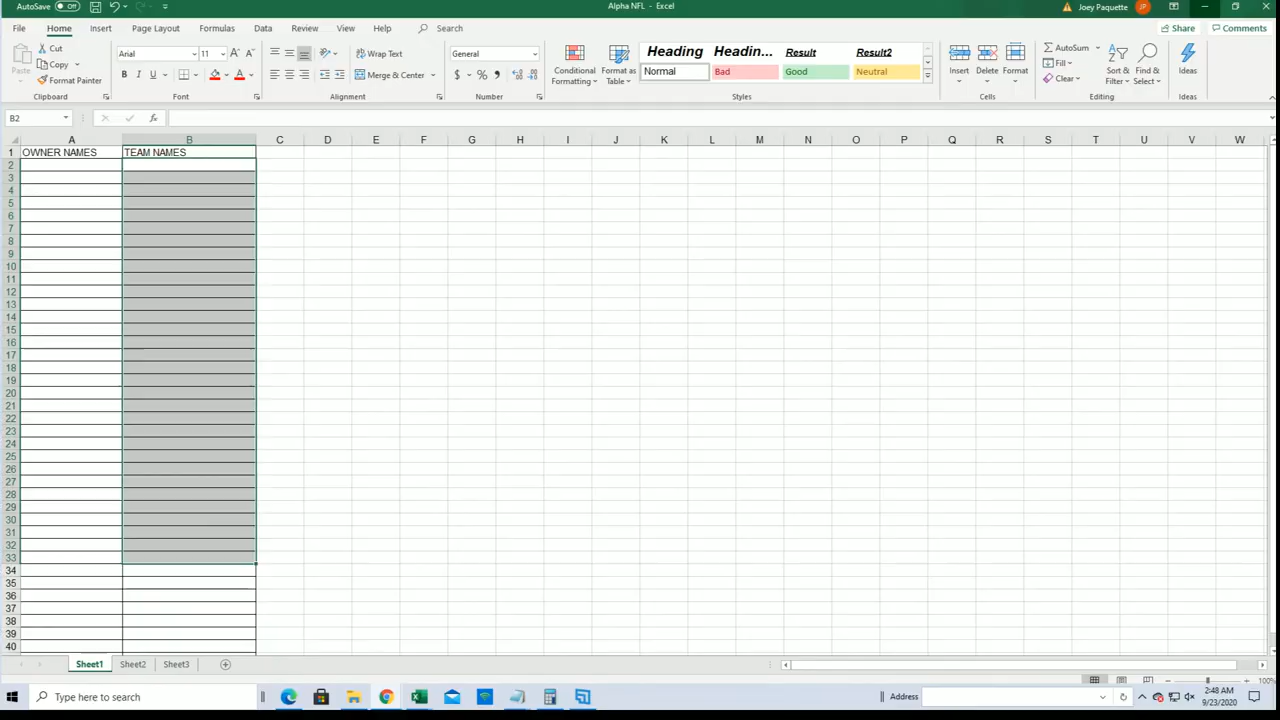 AutoSave Off
Alpha NFL - Excel
Joey Paquette JP
File Home Insert Page Layout Formulas Data Review View Help Search Share Comments
Paste
Cut
Copy
Format Painter
Clipboard
Arial 11
B I U
Font
Wrap Text
Merge & Center
Alignment
General
$ % 9
Number
Conditional Formatting
Format as Table
Heading Headin... Result Result2
Normal Bad Good Neutral
Styles
Insert Delete Format
Cells
AutoSum
Fill
Clear
Sort & Filter
Find & Select
Editing
Ideas
Ideas
B2 fx
A B C D E F G H I J K L M N O P Q R S T U V W
1 OWNER NAMES TEAM NAMES
2
3
4
5
6
7
8
9
10
11
12
13
14
15
16
17
18
19
20
21
22
23
24
25
26
27
28
29
30
31
32
33
34
35
36
37
38
39
40
Sheet1 Sheet2 Sheet3
100%
Type here to search
Address
2:48 AM
9/23/2020